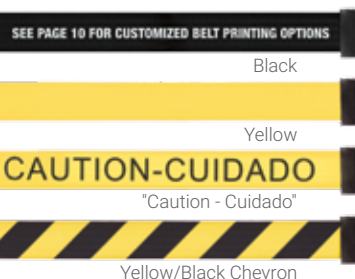 SEE PAGE 10 FOR CUSTOMIZED BELT PRINTING OPTIONS
Black
Yellow
CAUTION-CUIDADO
"Caution - Cuidado"
Yellow/Black Chevron